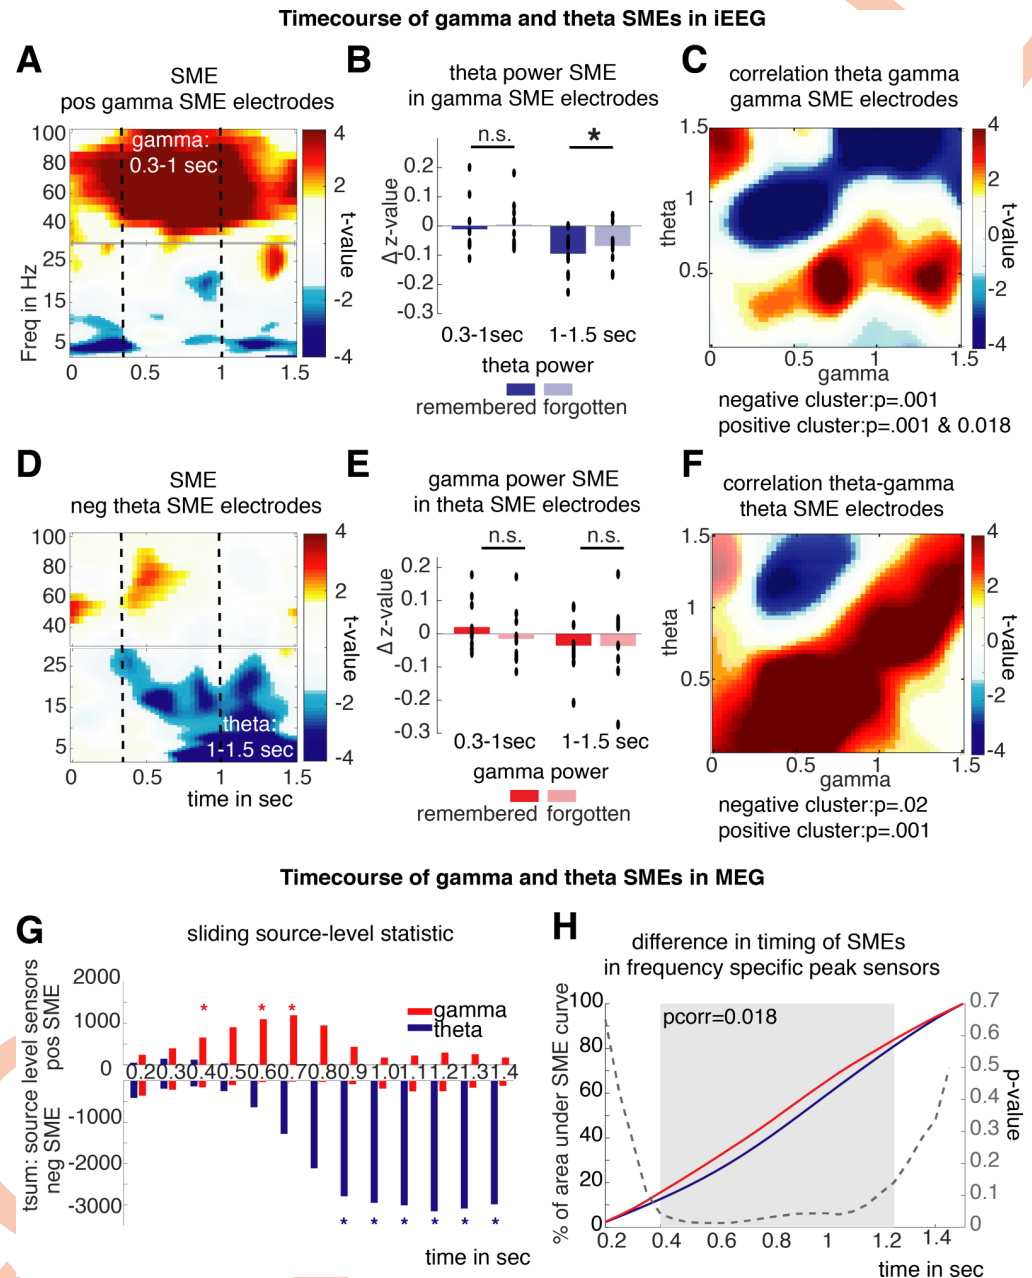 Timecourse of gamma and theta SMEs in iEEG
A
SME
pos gamma SME electrodes
gamma:
0.3-1 sec
100
80
60
40
25
15
5
Freq in Hz
0
0.5
1
1.5
4
2
0
-2
-4
t-value
B
theta power SME
in gamma SME electrodes
n.s.
*
0.2
0.1
0
-0.1
-0.2
-0.3
Δ z-value
0.3-1sec
1-1.5 sec
theta power
remembered forgotten
C
correlation theta gamma
gamma SME electrodes
1.5
1
0.5
theta
0
0.5
1
1.5
gamma
4
2
0
-2
-4
t-value
negative cluster:p=.001
positive cluster:p=.001 & 0.018
D
SME
neg theta SME electrodes
100
80
60
40
25
15
5
theta:
1-1.5 sec
0
0.5
1
1.5
time in sec
4
2
-2
-4
t-value
E
gamma power SME
in theta SME electrodes
n.s.
n.s.
0.2
0.1
0
-0.1
-0.2
-0.3
Δ z-value
0.3-1sec
1-1.5 sec
gamma power
remembered forgotten
F
correlation theta-gamma
theta SME electrodes
1.5
1
0.5
theta
0
0.5
1
1.5
gamma
4
2
0
-2
-4
t-value
negative cluster:p=.02
positive cluster:p=.001
Timecourse of gamma and theta SMEs in MEG
G
sliding source-level statistic
2000
1000
0
-1000
-2000
-3000
tsum: source level sensors
neg SME pos SME
* * *
gamma
theta
0.2 0.3 0.4 0.5 0.6 0.7 0.8 0.9 1.0 1.1 1.2 1.3 1.4
* * * * * *
time in sec
H
difference in timing of SMEs
in frequency specific peak sensors
pcorr=0.018
100
80
60
40
20
0
% of area under SME curve
0.7
0.6
0.5
0.4
0.3
0.2
0.1
0
p-value
0.2 0.4 0.6 0.8 1 1.2 1.4
time in sec